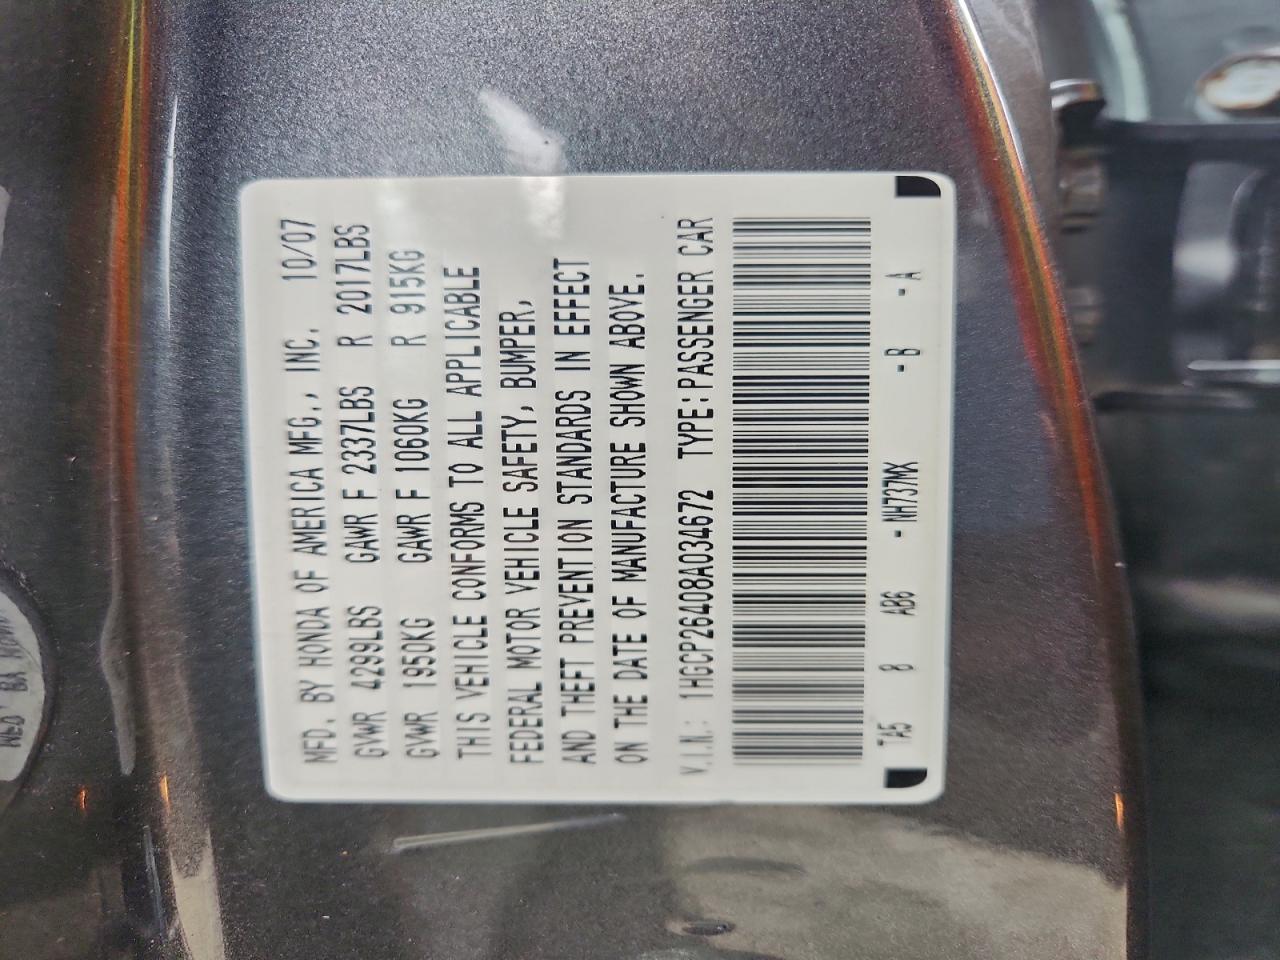 MFD. BY HONDA OF AMERICA MFG., INC. 10/07
GVWR 4299LBS GAWR F 2337LBS R 2017LBS
GVWR 1950KG GAWR F 1060KG R 915KG
THIS VEHICLE CONFORMS TO ALL APPLICABLE
FEDERAL MOTOR VEHICLE SAFETY, BUMPER,
AND THEFT PREVENTION STANDARDS IN EFFECT
ON THE DATE OF MANUFACTURE SHOWN ABOVE.
V.I.N.: 1HGCP26408A034672 TYPE:PASSENGER CAR
TA5 8 AB6 - NH737MX - B - A